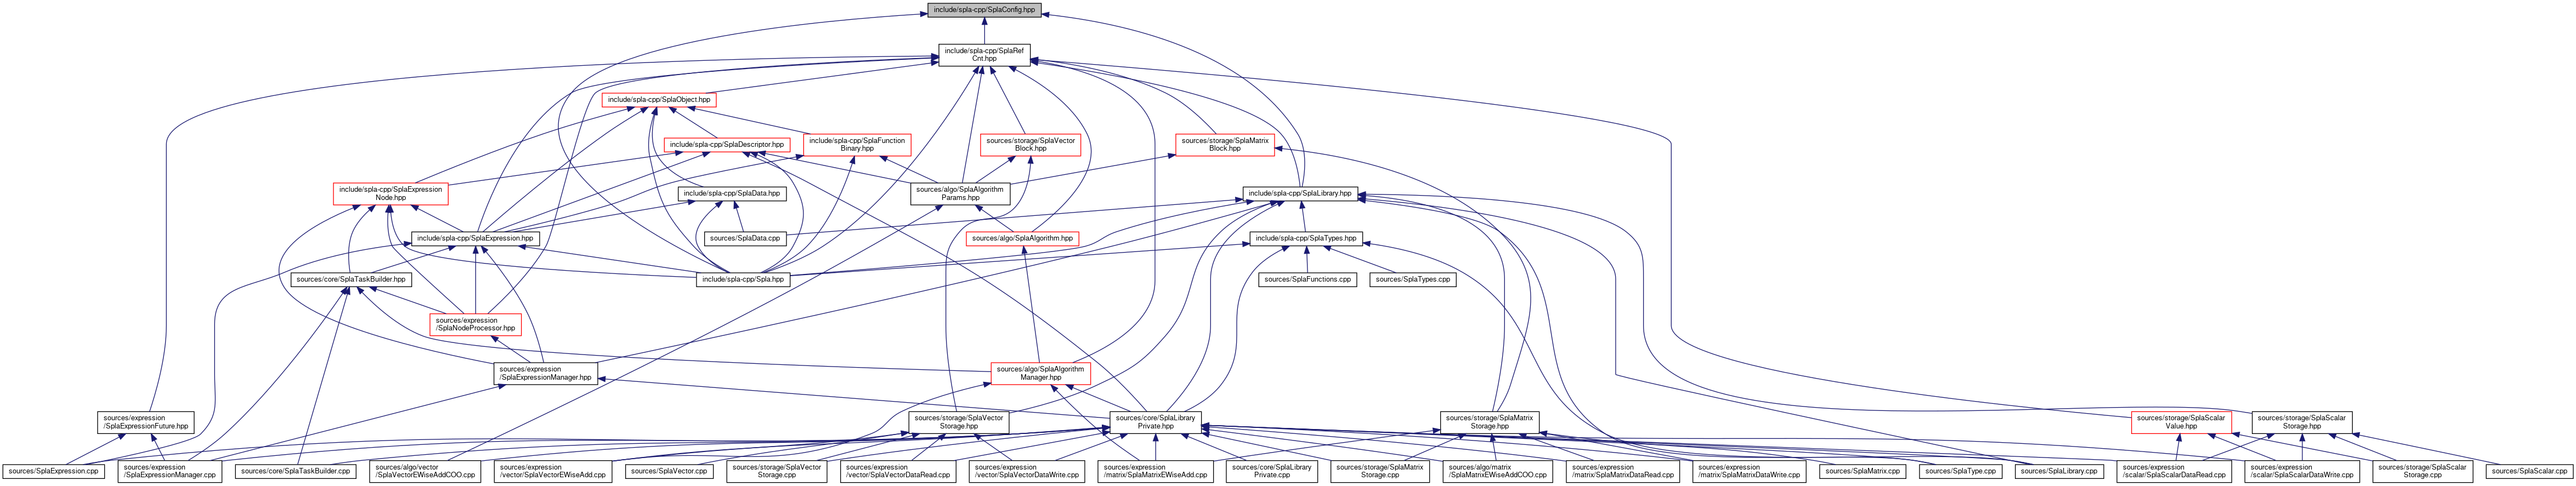 include/spla-cpp/SplaConfig.hpp
include/spla-cpp/SplaRef
Cnt.hpp
include/spla-cpp/SplaObject.hpp
include/spla-cpp/SplaDescriptor.hpp
include/spla-cpp/SplaFunction
Binary.hpp
sources/storage/SplaVector
Block.hpp
sources/storage/SplaMatrix
Block.hpp
include/spla-cpp/SplaExpression
Node.hpp
include/spla-cpp/SplaData.hpp
sources/algo/SplaAlgorithm
Params.hpp
include/spla-cpp/SplaLibrary.hpp
include/spla-cpp/SplaExpression.hpp
sources/SplaData.cpp
sources/algo/SplaAlgorithm.hpp
include/spla-cpp/SplaTypes.hpp
sources/core/SplaTaskBuilder.hpp
include/spla-cpp/Spla.hpp
sources/SplaFunctions.cpp
sources/SplaTypes.cpp
sources/expression
/SplaNodeProcessor.hpp
sources/expression
/SplaExpressionManager.hpp
sources/algo/SplaAlgorithm
Manager.hpp
sources/expression
/SplaExpressionFuture.hpp
sources/storage/SplaVector
Storage.hpp
sources/core/SplaLibrary
Private.hpp
sources/storage/SplaMatrix
Storage.hpp
sources/storage/SplaScalar
Value.hpp
sources/storage/SplaScalar
Storage.hpp
sources/SplaExpression.cpp
sources/expression
/SplaExpressionManager.cpp
sources/core/SplaTaskBuilder.cpp
sources/algo/vector
/SplaVectorEWiseAddCOO.cpp
sources/expression
/vector/SplaVectorEWiseAdd.cpp
sources/SplaVector.cpp
sources/storage/SplaVector
Storage.cpp
sources/expression
/vector/SplaVectorDataRead.cpp
sources/expression
/vector/SplaVectorDataWrite.cpp
sources/expression
/matrix/SplaMatrixEWiseAdd.cpp
sources/core/SplaLibrary
Private.cpp
sources/storage/SplaMatrix
Storage.cpp
sources/algo/matrix
/SplaMatrixEWiseAddCOO.cpp
sources/expression
/matrix/SplaMatrixDataRead.cpp
sources/expression
/matrix/SplaMatrixDataWrite.cpp
sources/SplaMatrix.cpp
sources/SplaType.cpp
sources/SplaLibrary.cpp
sources/expression
/scalar/SplaScalarDataRead.cpp
sources/expression
/scalar/SplaScalarDataWrite.cpp
sources/storage/SplaScalar
Storage.cpp
sources/SplaScalar.cpp